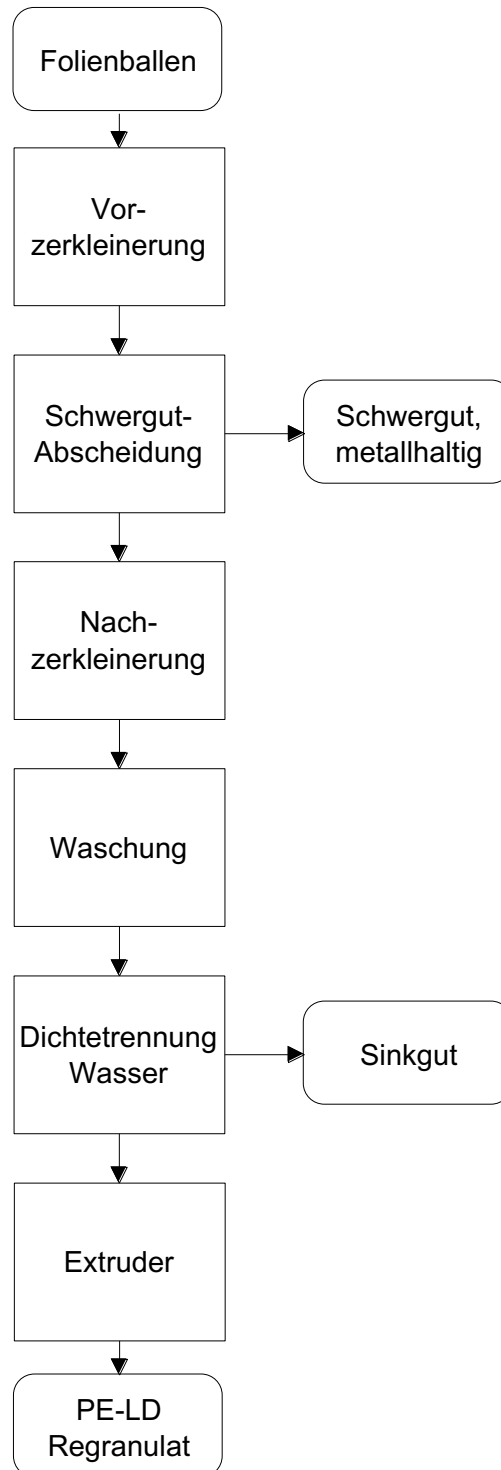 Folienballen
Vor-
zerkleinerung
Schwergut-
Abscheidung
Schwergut,
metallhaltig
Nach-
zerkleinerung
Waschung
Dichtetrennung
Wasser
Sinkgut
Extruder
PE-LD
Regranulat